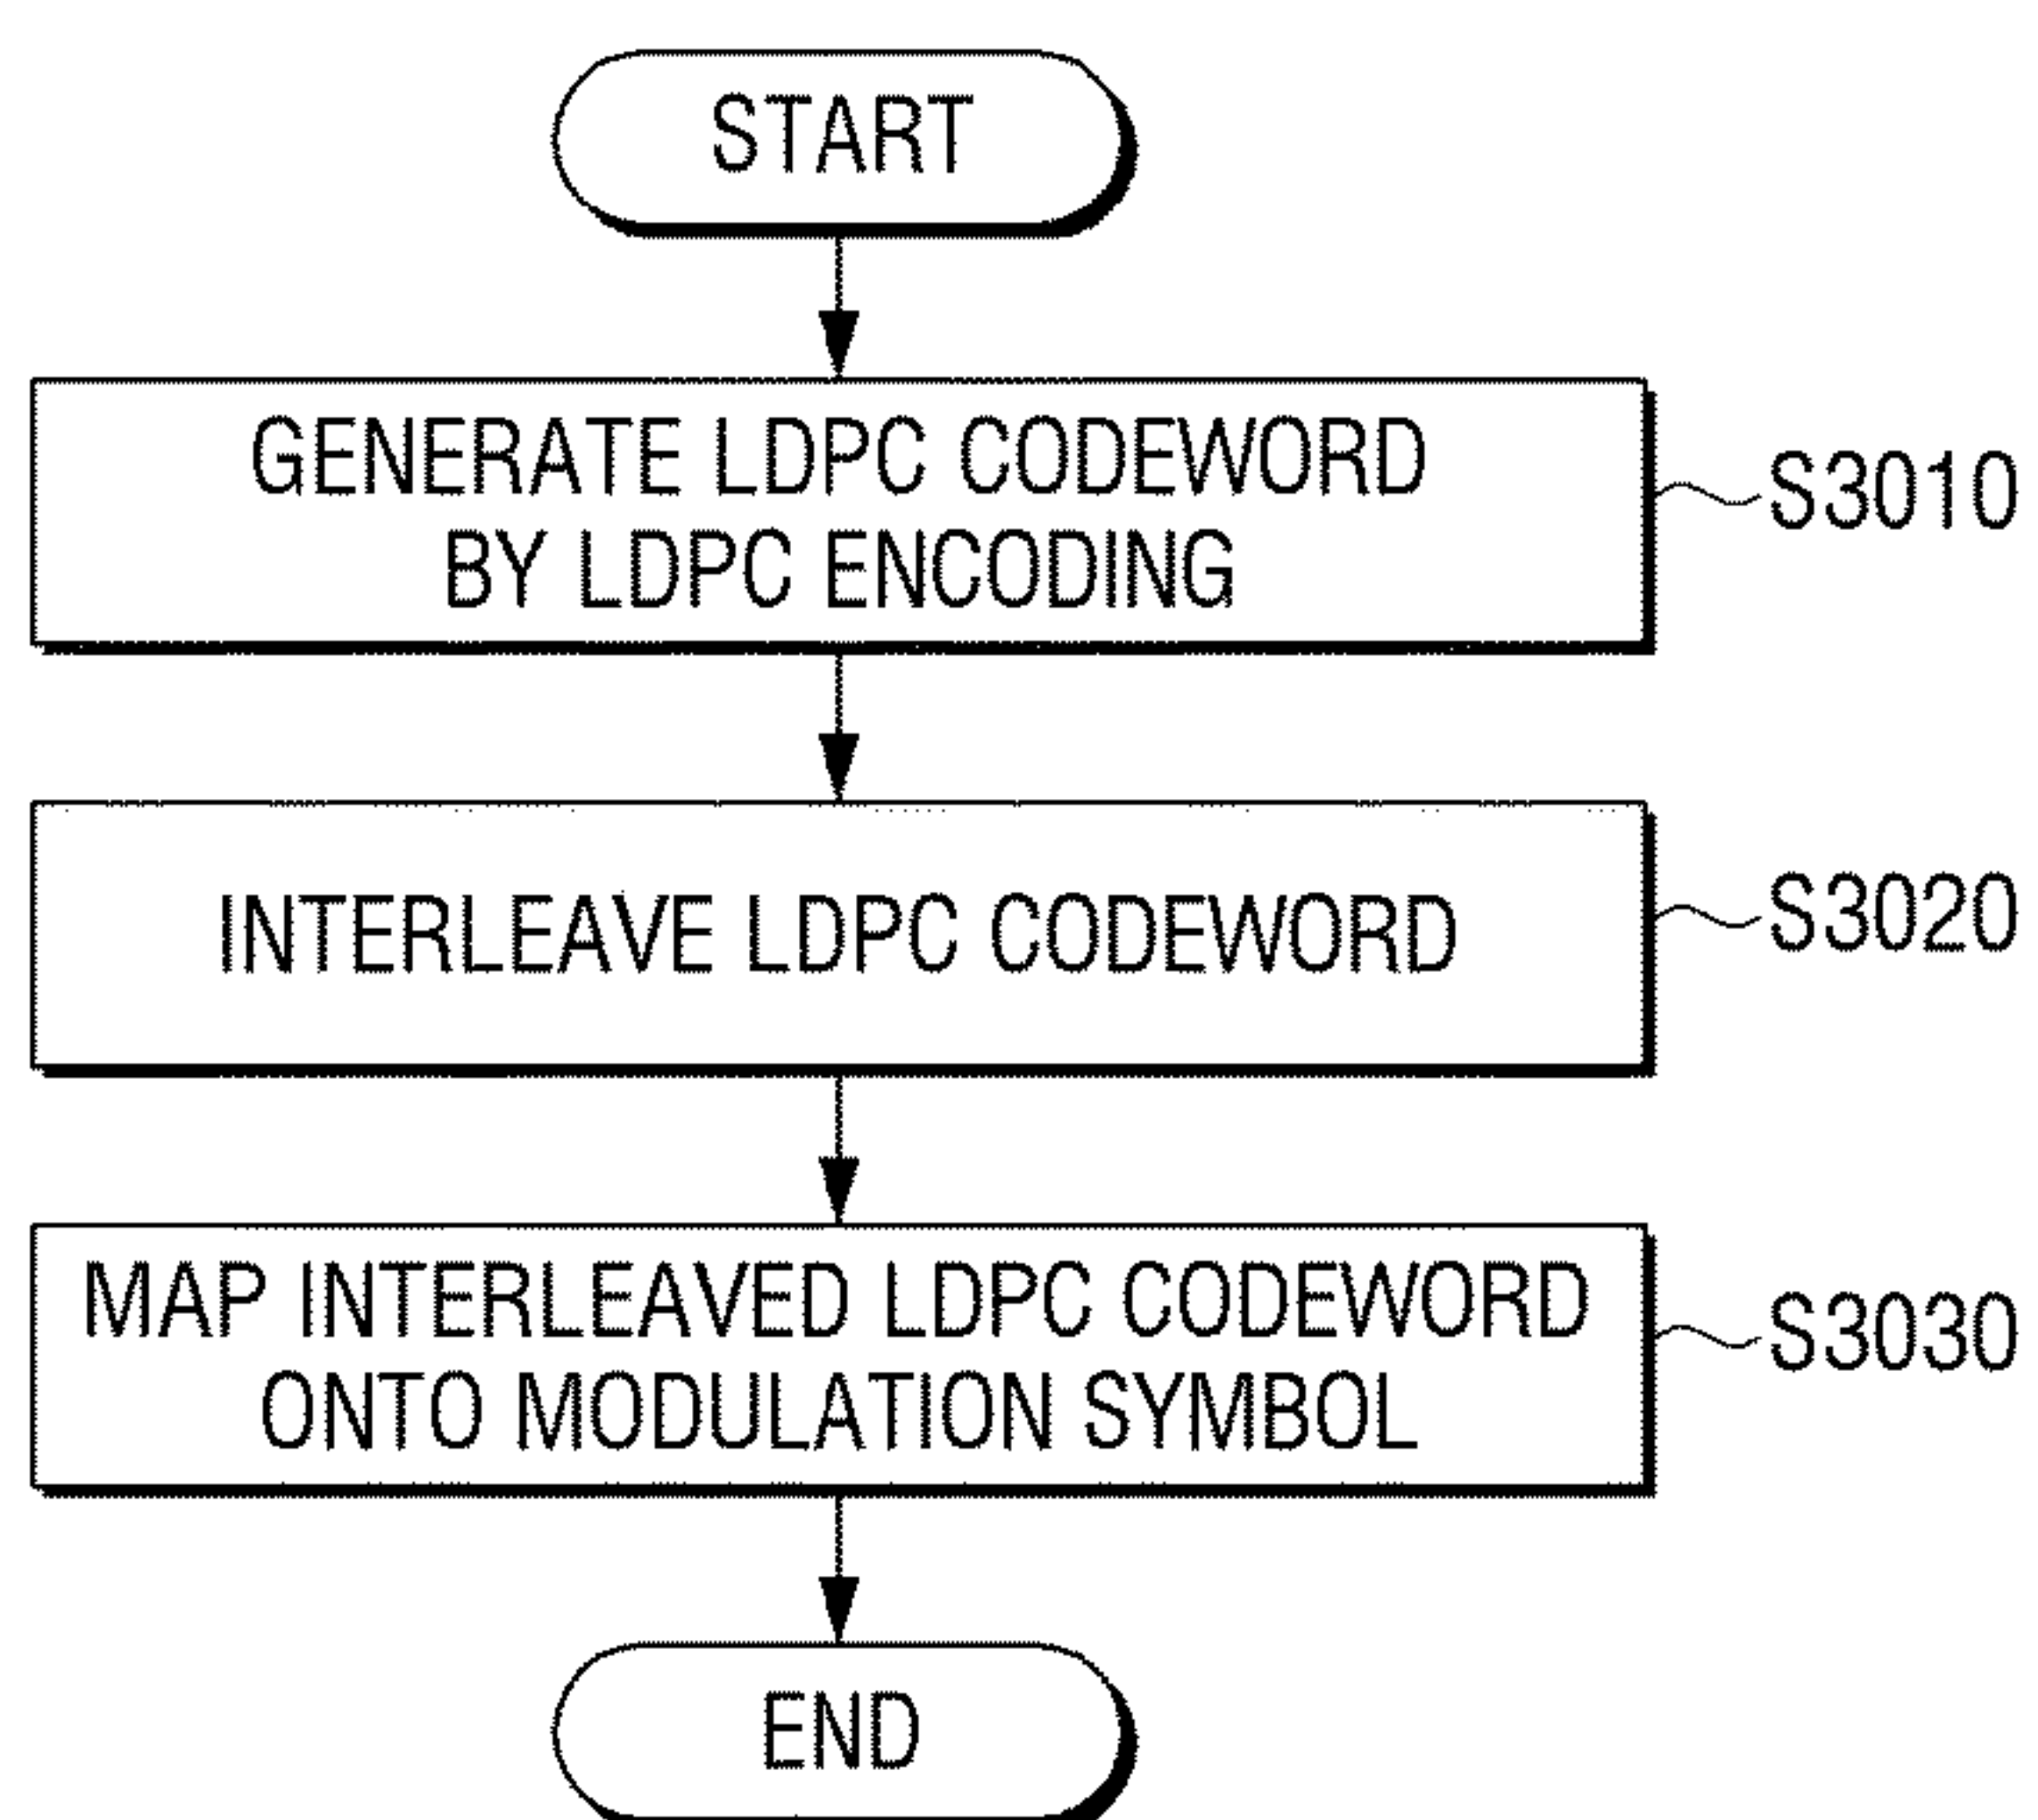 START
GENERATE LDPC CODEWORD
BY LDPC ENCODING
S3010
INTERLEAVE LDPC CODEWORD
S3020
MAP INTERLEAVED LDPC CODEWORD
ONTO MODULATION SYMBOL
S3030
END